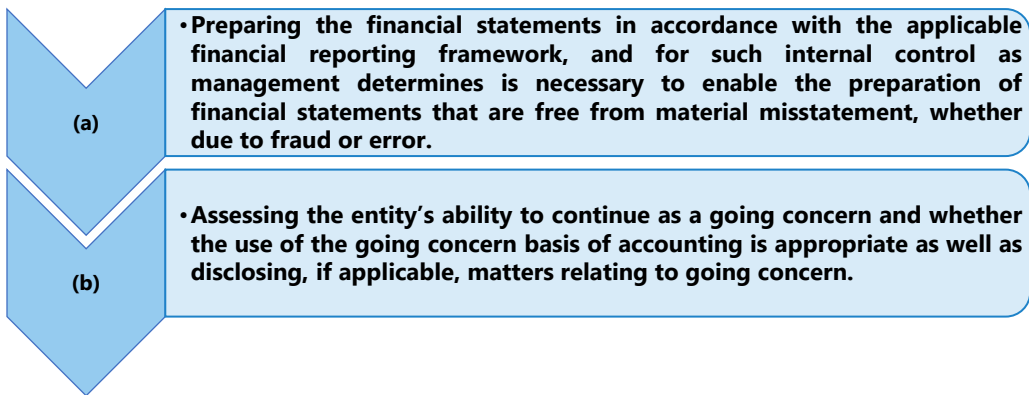 •Preparing the financial statements in accordance with the applicable
financial reporting framework, and for such internal control as
management determines is necessary to enable the preparation of
financial statements that are free from material misstatement, whether
due to fraud or error.
(a)
•Assessing the entity’s ability to continue as a going concern and whether
the use of the going concern basis of accounting is appropriate as well as
disclosing, if applicable, matters relating to going concern.
(b)